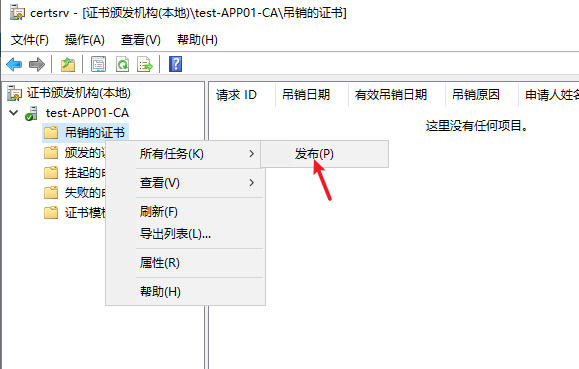 certsrv - [证书颁发机构(本地)\test-APP01-CA\吊销的证书]
文件(F) 操作(A) 查看(V) 帮助(H)
证书颁发机构(本地)
test-APP01-CA
吊销的证书
颁发的证
挂起的
失败的
证书模
所有任务(K)
查看(V)
刷新(F)
导出列表(L)...
属性(R)
帮助(H)
发布(P)
请求 ID 吊销日期 有效吊销日期 吊销原因 申请人姓名
这里没有任何项目。